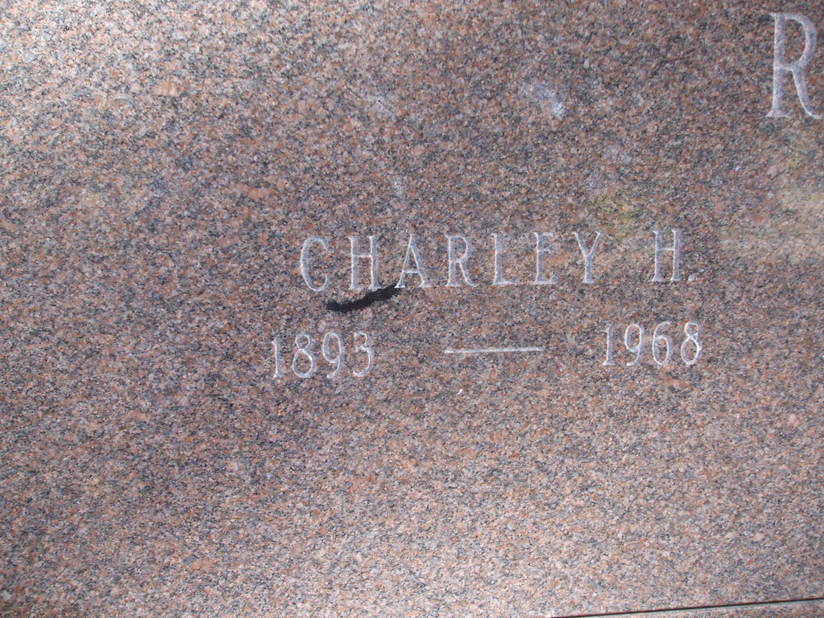 R
CHARLEY H.
1893 — 1968